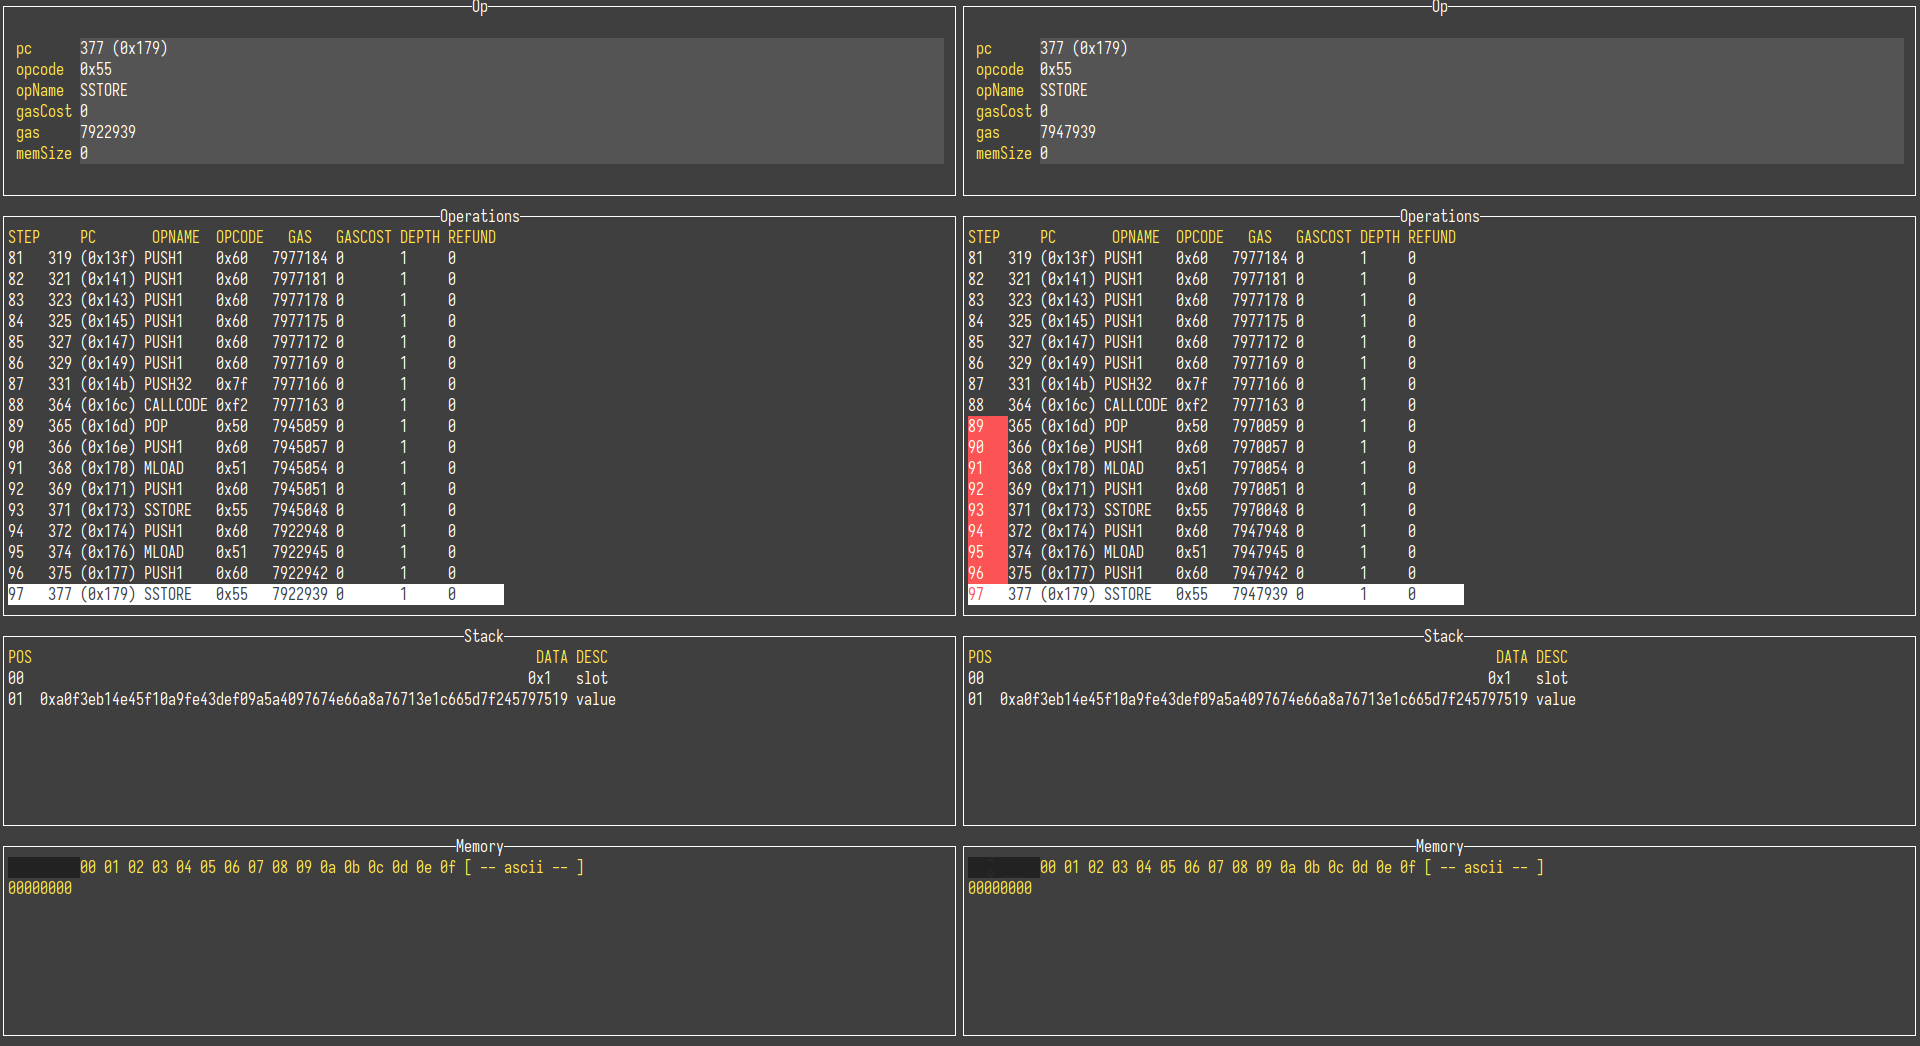 Op
pc 377 (0x179)
opcode 0x55
opName SSTORE
gasCost 0
gas 7922939
memSize 0
Operations
STEP PC OPNAME OPCODE GAS GASCOST DEPTH REFUND
81 319 (0x13f) PUSH1 0x60 7977184 0 1 0
82 321 (0x141) PUSH1 0x60 7977181 0 1 0
83 323 (0x143) PUSH1 0x60 7977178 0 1 0
84 325 (0x145) PUSH1 0x60 7977175 0 1 0
85 327 (0x147) PUSH1 0x60 7977172 0 1 0
86 329 (0x149) PUSH1 0x60 7977169 0 1 0
87 331 (0x14b) PUSH32 0x7f 7977166 0 1 0
88 364 (0x16c) CALLCODE 0xf2 7977163 0 1 0
89 365 (0x16d) POP 0x50 7945059 0 1 0
90 366 (0x16e) PUSH1 0x60 7945057 0 1 0
91 368 (0x170) MLOAD 0x51 7945054 0 1 0
92 369 (0x171) PUSH1 0x60 7945051 0 1 0
93 371 (0x173) SSTORE 0x55 7945048 0 1 0
94 372 (0x174) PUSH1 0x60 7922948 0 1 0
95 374 (0x176) MLOAD 0x51 7922945 0 1 0
96 375 (0x177) PUSH1 0x60 7922942 0 1 0
97 377 (0x179) SSTORE 0x55 7922939 0 1 0
Stack
POS DATA DESC
00 0x1 slot
01 0xa0f3eb14e45f10a9fe43def09a5a4097674e66a8a76713e1c665d7f245797519 value
Memory
00 01 02 03 04 05 06 07 08 09 0a 0b 0c 0d 0e 0f [ -- ascii -- ]
00000000
Op
pc 377 (0x179)
opcode 0x55
opName SSTORE
gasCost 0
gas 7947939
memSize 0
Operations
STEP PC OPNAME OPCODE GAS GASCOST DEPTH REFUND
81 319 (0x13f) PUSH1 0x60 7977184 0 1 0
82 321 (0x141) PUSH1 0x60 7977181 0 1 0
83 323 (0x143) PUSH1 0x60 7977178 0 1 0
84 325 (0x145) PUSH1 0x60 7977175 0 1 0
85 327 (0x147) PUSH1 0x60 7977172 0 1 0
86 329 (0x149) PUSH1 0x60 7977169 0 1 0
87 331 (0x14b) PUSH32 0x7f 7977166 0 1 0
88 364 (0x16c) CALLCODE 0xf2 7977163 0 1 0
89 365 (0x16d) POP 0x50 7970059 0 1 0
90 366 (0x16e) PUSH1 0x60 7970057 0 1 0
91 368 (0x170) MLOAD 0x51 7970054 0 1 0
92 369 (0x171) PUSH1 0x60 7970051 0 1 0
93 371 (0x173) SSTORE 0x55 7970048 0 1 0
94 372 (0x174) PUSH1 0x60 7947948 0 1 0
95 374 (0x176) MLOAD 0x51 7947945 0 1 0
96 375 (0x177) PUSH1 0x60 7947942 0 1 0
97 377 (0x179) SSTORE 0x55 7947939 0 1 0
Stack
POS DATA DESC
00 0x1 slot
01 0xa0f3eb14e45f10a9fe43def09a5a4097674e66a8a76713e1c665d7f245797519 value
Memory
00 01 02 03 04 05 06 07 08 09 0a 0b 0c 0d 0e 0f [ -- ascii -- ]
00000000